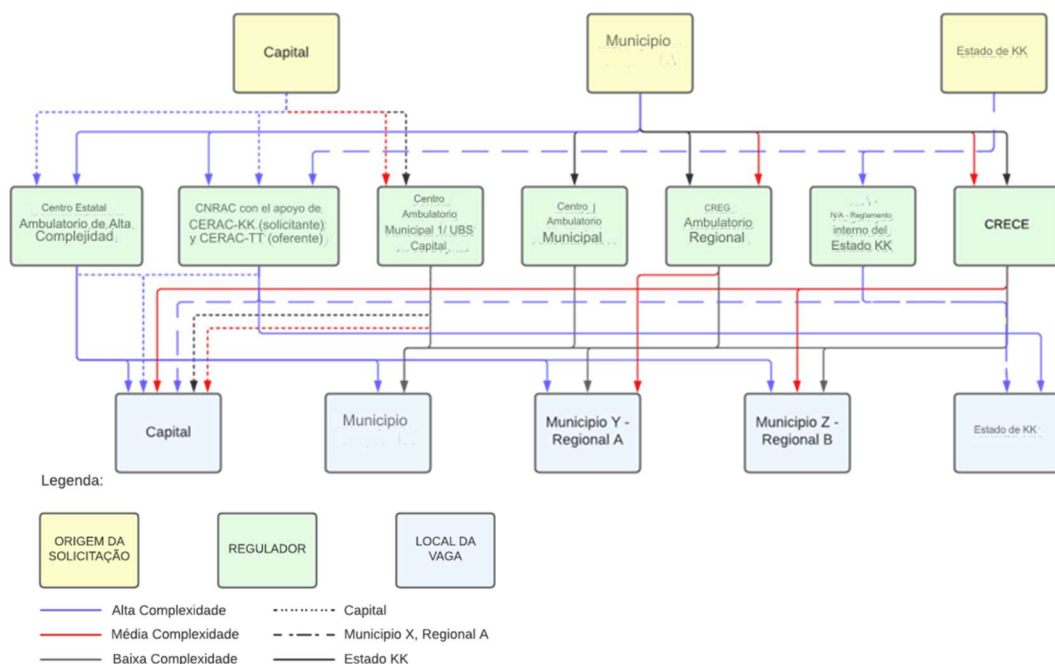 Capital
Municipio
Estado de KK
Centro Estatal
Ambulatorio de Alta
Complejidad
CNRAC con el apoyo de
CERAC-KK (solicitante)
y CERAC-TT (oferente)
Centro
Ambulatorio
Municipal 1/ UBS
Capital
Centro
Ambulatorio
Municipal
CREG
Ambulatorio
Regional
N/A - Reglamento
interno del
Estado KK
CRECE
Capital
Municipio
Municipio Y -
Regional A
Municipio Z -
Regional B
Estado de KK
Legenda:
ORIGEM DA
SOLICITAÇÃO
REGULADOR
LOCAL DA
VAGA
Alta Complexidade
Capital
Média Complexidade
Municipio X, Regional A
Baixa Complexidade
Estado KK